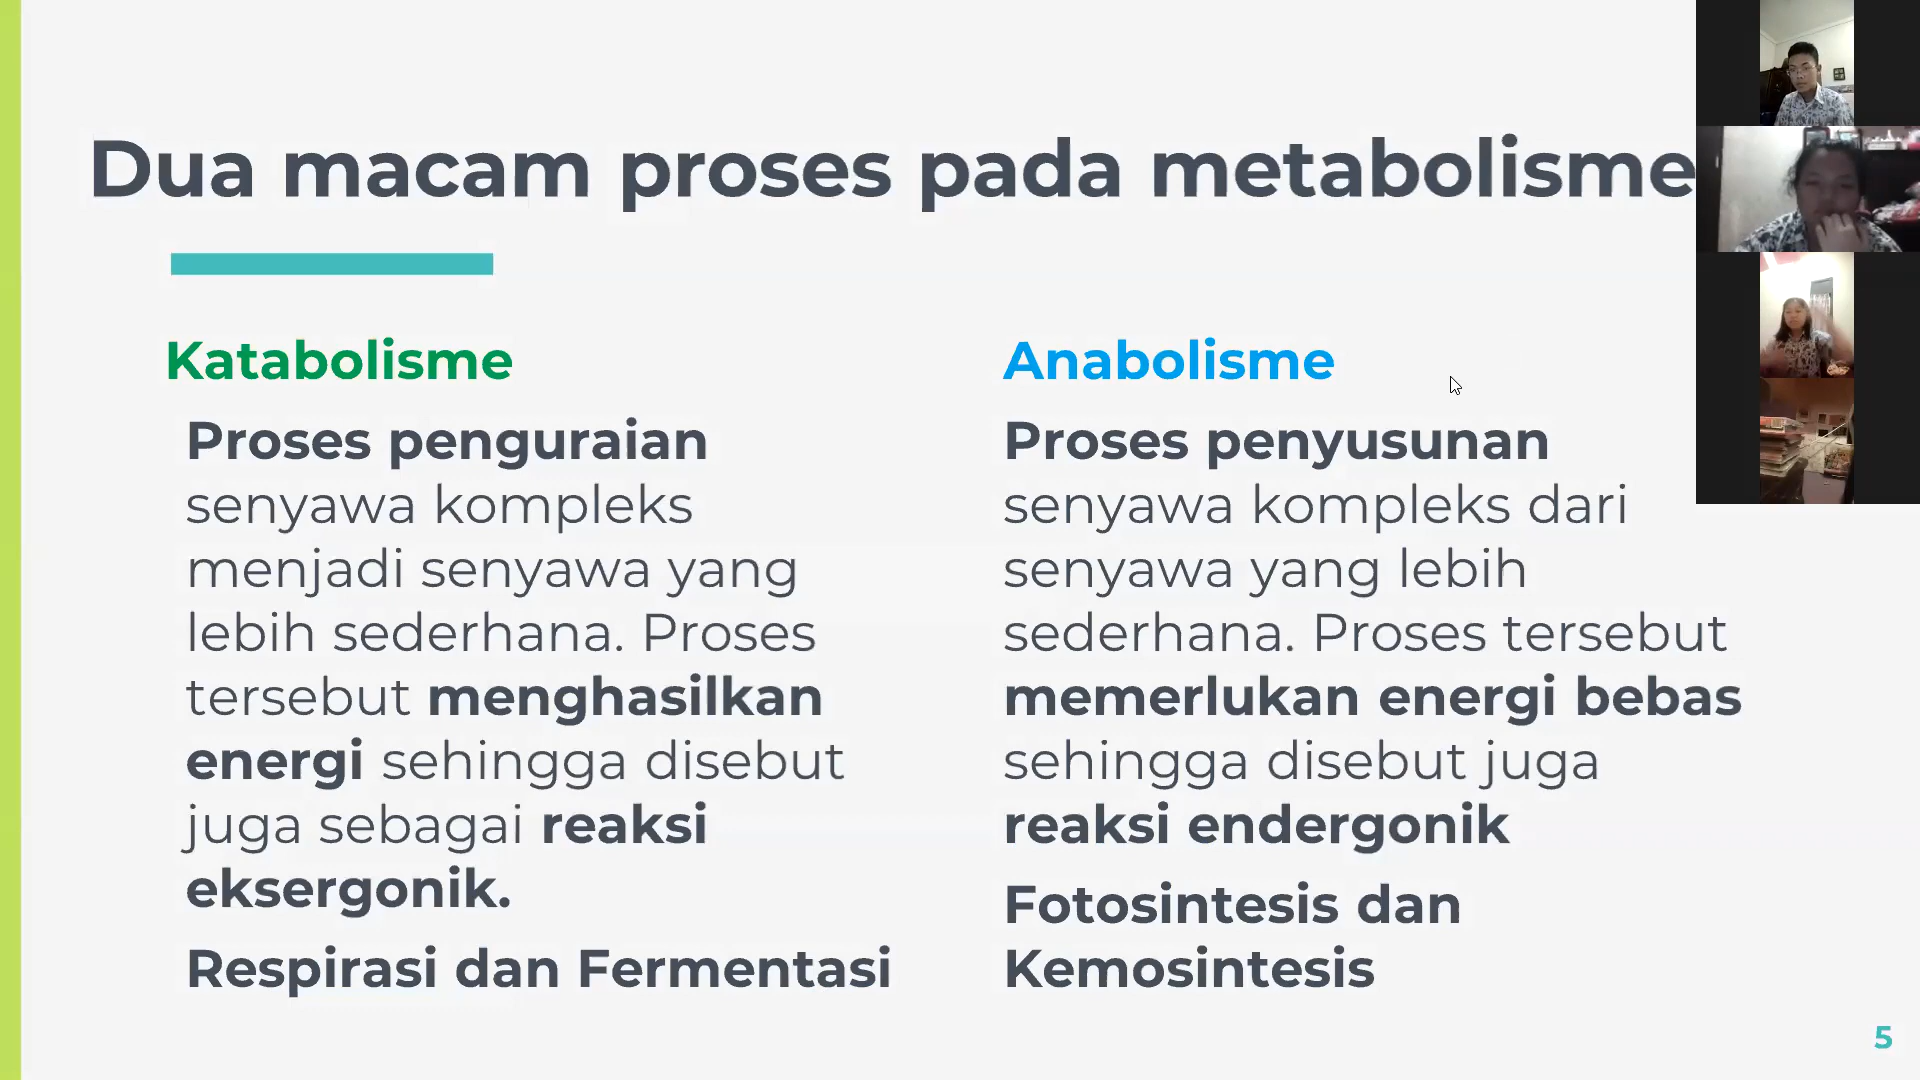 Dua macam proses pada metabolisme
Katabolisme
Proses penguraian
senyawa kompleks
menjadi senyawa yang
lebih sederhana. Proses
tersebut menghasilkan
energi sehingga disebut
juga sebagai reaksi
eksergonik.
Respirasi dan Fermentasi
Anabolisme
Proses penyusunan
senyawa kompleks dari
senyawa yang lebih
sederhana. Proses tersebut
memerlukan energi bebas
sehingga disebut juga
reaksi endergonik
Fotosintesis dan
Kemosintesis
5